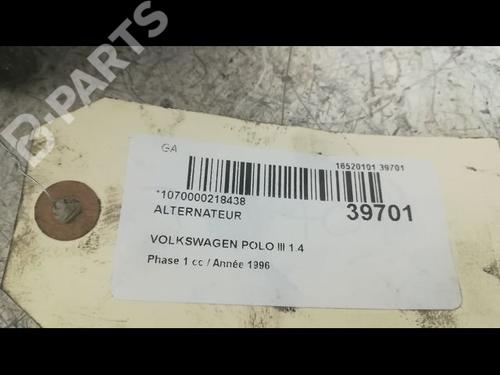 B PARTS
GA
16520101 39701
*1070000218438
39701
ALTERNATEUR
VOLKSWAGEN POLO III 1.4
Phase 1 cc / Année 1996